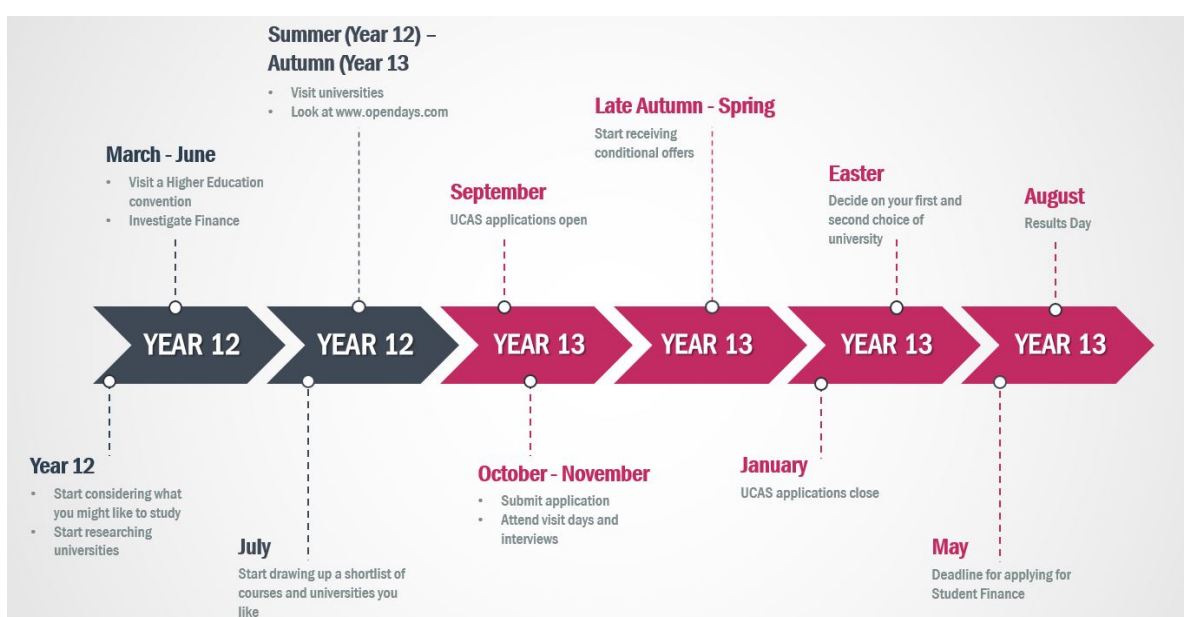 Summer (Year 12) –
Autumn (Year 13
• Visit universities
• Look at www.opendays.com
March - June
• Visit a Higher Education
convention
• Investigate Finance
September
UCAS applications open
Late Autumn - Spring
Start receiving
conditional offers
Easter
Decide on your first and
second choice of
university
August
Results Day
YEAR 12
YEAR 12
YEAR 13
YEAR 13
YEAR 13
YEAR 13
Year 12
• Start considering what
you might like to study
• Start researching
universities
July
Start drawing up a shortlist of
courses and universities you
like
October - November
• Submit application
• Attend visit days and
interviews
January
UCAS applications close
May
Deadline for applying for
Student Finance